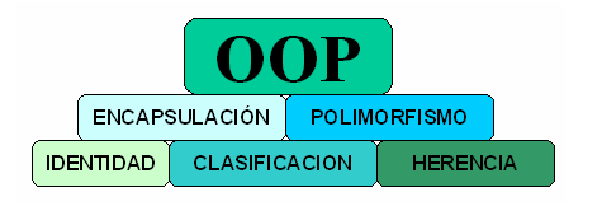 OOP
ENCAPSULACIÓN POLIMORFISMO
IDENTIDAD CLASIFICACION HERENCIA